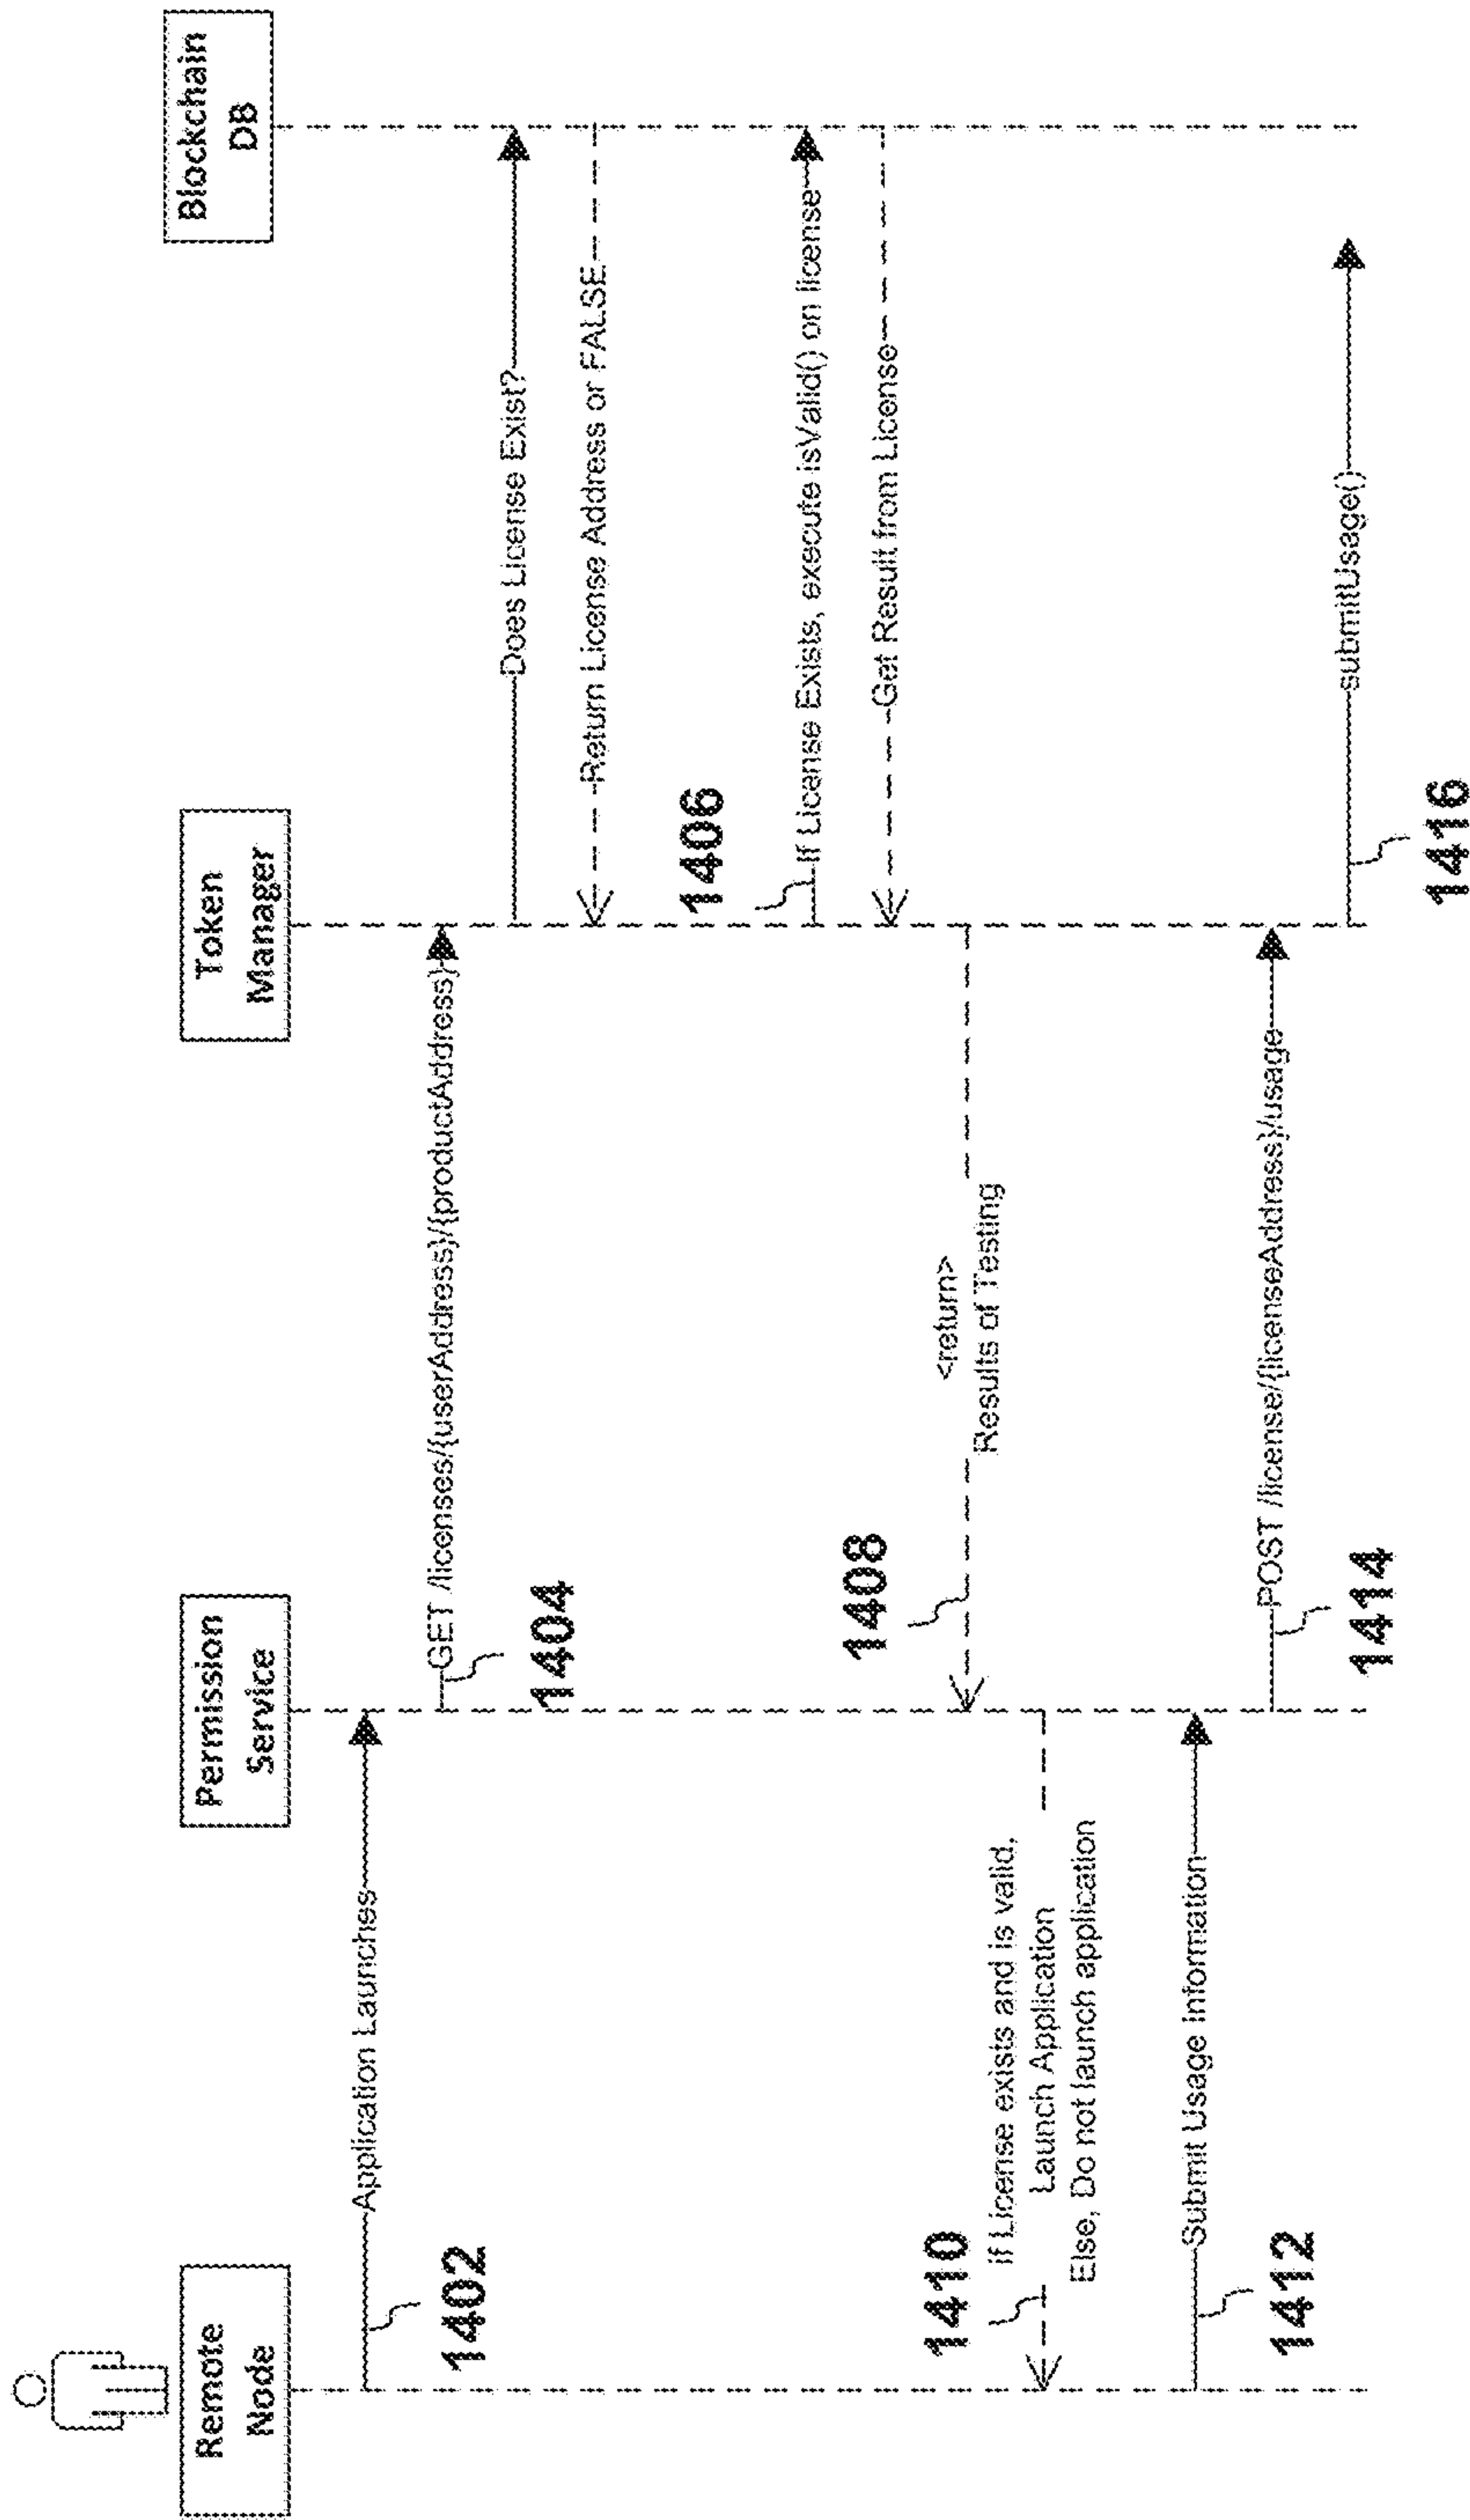 Remote
Node
Permission
Service
Token
Manager
Blockchain
DB
Application Launches
1402
GET /licenses/{userAddress}/{productAddress}
1404
Does License Exist?
Return License Address or FALSE
1406
If License Exists, execute isValid() on license
Get Result from License
1408
<return>
Results of Testing
1410
If License exists and is valid,
Launch Application
Else, Do not launch application
Submit Usage Information
1412
POST /license/{licenseAddress}/usage
1414
submitUsage()
1416